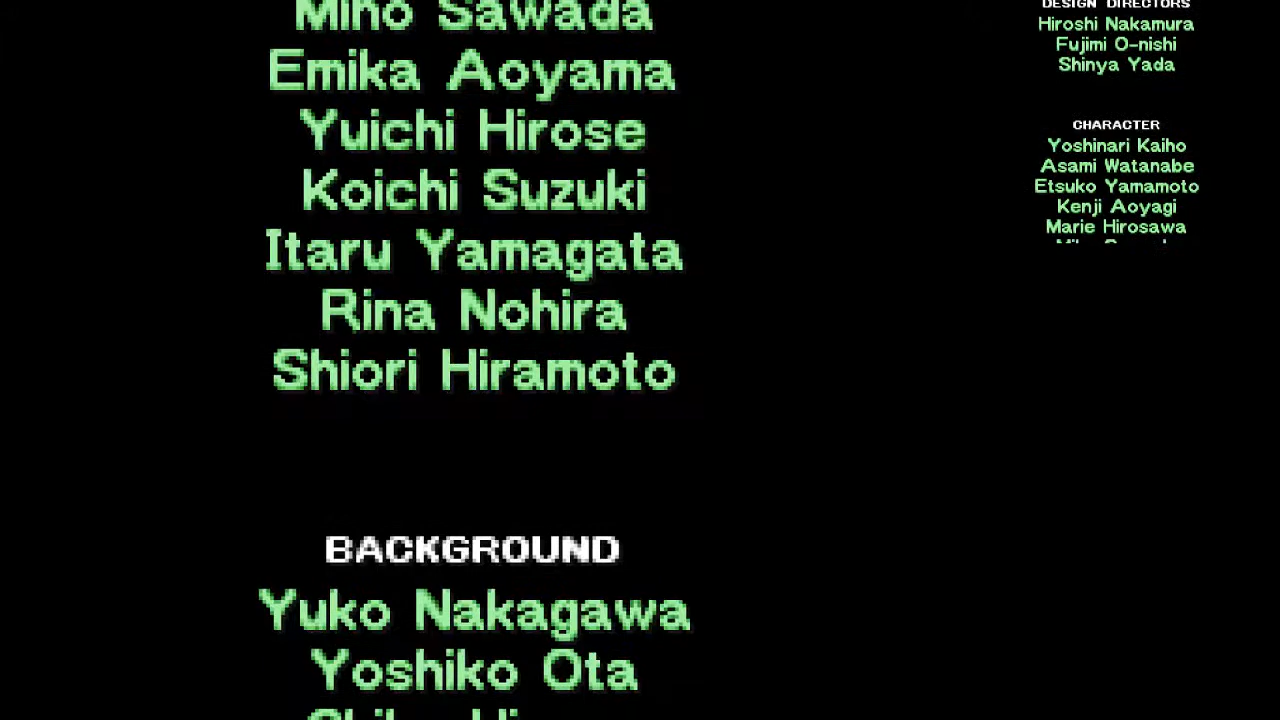 Miho Sawada
Emika Aoyama
Yuichi Hirose
Koichi Suzuki
Itaru Yamagata
Rina Nohira
Shiori Hiramoto
BACKGROUND
Yuko Nakagawa
Yoshiko Ota
DESIGN DIRECTORS
Hiroshi Nakamura
Fujimi O-nishi
Shinya Yada
CHARACTER
Yoshinari Kaiho
Asami Watanabe
Etsuko Yamamoto
Kenji Aoyagi
Marie Hirosawa